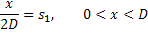 x/2D = s₁,   0 < x < D